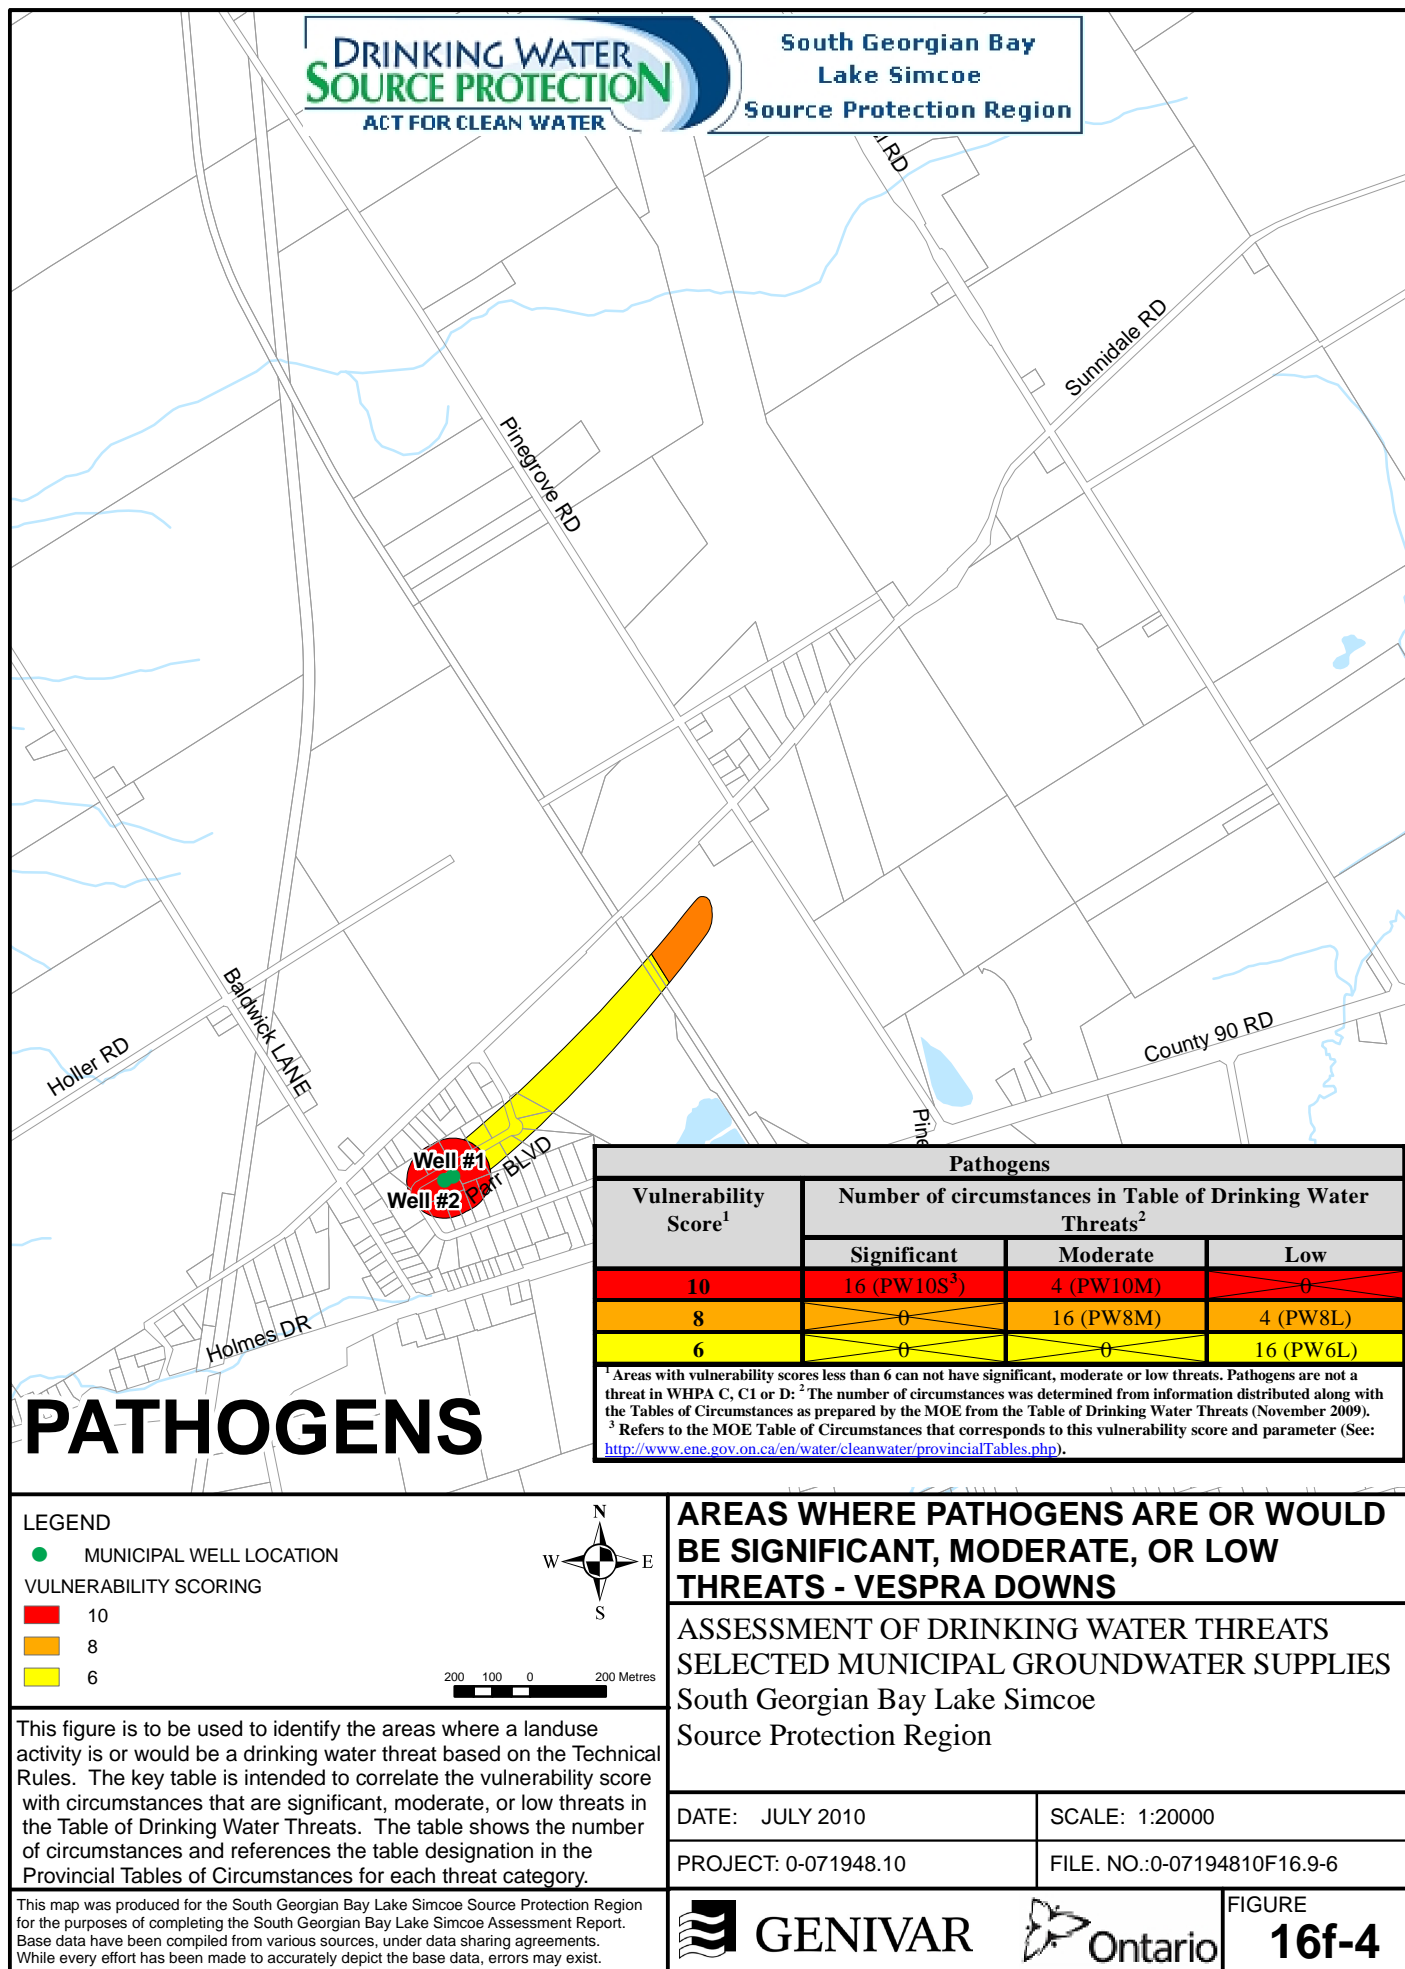 DRINKING WATER
SOURCE PROTECTION
ACT FOR CLEAN WATER
South Georgian Bay
Lake Simcoe
Source Protection Region
RD
Sunnidale RD
Pinegrove RD
Baldwick LANE
Holler RD
County 90 RD
Pine
Well #1
Well #2
Parr BLVD
Holmes DR
PATHOGENS
Pathogens
Vulnerability Score1
Number of circumstances in Table of Drinking Water Threats2
Significant Moderate Low
10 16 (PW10S3) 4 (PW10M) 0
8 0 16 (PW8M) 4 (PW8L)
6 0 0 16 (PW6L)
1 Areas with vulnerability scores less than 6 can not have significant, moderate or low threats. Pathogens are not a
threat in WHPA C, C1 or D: 2 The number of circumstances was determined from information distributed along with
the Tables of Circumstances as prepared by the MOE from the Table of Drinking Water Threats (November 2009).
3 Refers to the MOE Table of Circumstances that corresponds to this vulnerability score and parameter (See:
http://www.ene.gov.on.ca/en/water/cleanwater/provincialTables.php).
LEGEND
MUNICIPAL WELL LOCATION
VULNERABILITY SCORING
10
8
6
N
W E
S
200 100 0 200 Metres
This figure is to be used to identify the areas where a landuse
activity is or would be a drinking water threat based on the Technical
Rules. The key table is intended to correlate the vulnerability score
with circumstances that are significant, moderate, or low threats in
the Table of Drinking Water Threats. The table shows the number
of circumstances and references the table designation in the
Provincial Tables of Circumstances for each threat category.
This map was produced for the South Georgian Bay Lake Simcoe Source Protection Region
for the purposes of completing the South Georgian Bay Lake Simcoe Assessment Report.
Base data have been compiled from various sources, under data sharing agreements.
While every effort has been made to accurately depict the base data, errors may exist.
AREAS WHERE PATHOGENS ARE OR WOULD
BE SIGNIFICANT, MODERATE, OR LOW
THREATS - VESPRA DOWNS
ASSESSMENT OF DRINKING WATER THREATS
SELECTED MUNICIPAL GROUNDWATER SUPPLIES
South Georgian Bay Lake Simcoe
Source Protection Region
DATE: JULY 2010
SCALE: 1:20000
PROJECT: 0-071948.10
FILE. NO.:0-07194810F16.9-6
GENIVAR
Ontario
FIGURE
16f-4